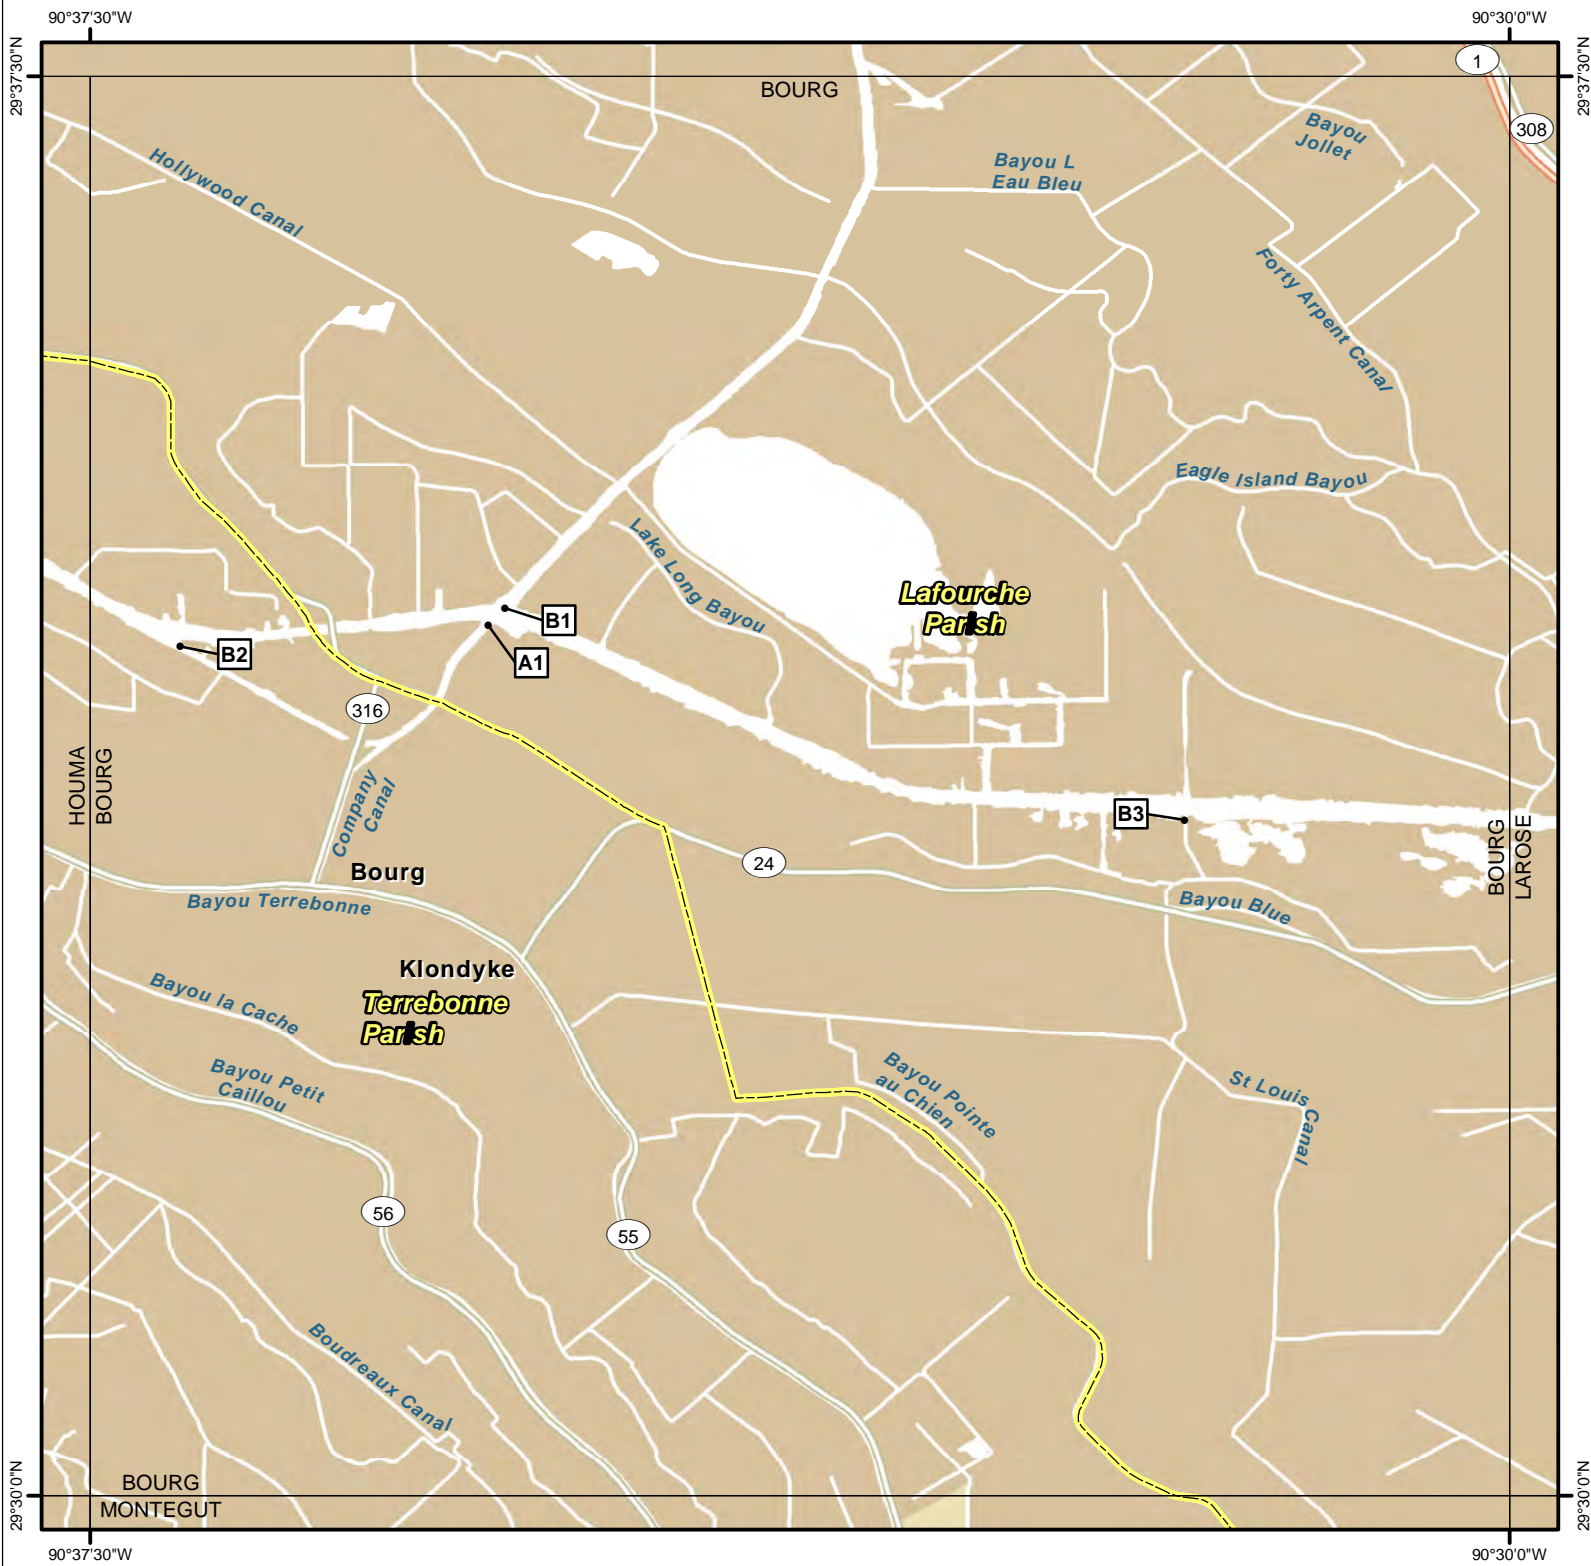 90°37'30"W
90°30'0"W
29°37'30"N
29°37'30"N
BOURG
1
308
Bayou
Jollet
Bayou L
Eau Bleu
Hollywood Canal
Forty Arpent Canal
Eagle Island Bayou
Lake Long Bayou
Lafourche
Parish
B1
B2
A1
316
HOUMA
BOURG
Company
Canal
B3
BOURG
LAROSE
24
Bourg
Bayou Terrebonne
Bayou Blue
Klondyke
Terrebonne
Parish
Bayou la Cache
Bayou Petit
Caillou
Bayou Pointe
au Chien
St Louis
Canal
56
55
Boudreaux Canal
BOURG
MONTEGUT
29°30'0"N
29°30'0"N
90°37'30"W
90°30'0"W